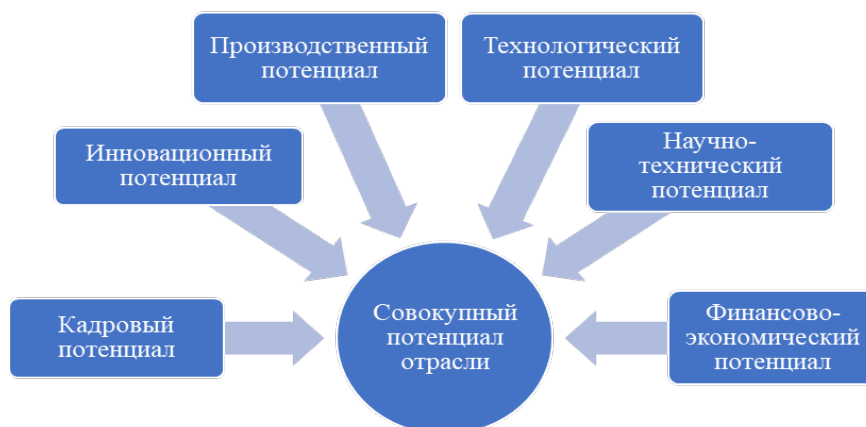 Производственный
потенциал
Технологический
потенциал
Инновационный
потенциал
Научно-
технический
потенциал
Кадровый
потенциал
Совокупный
потенциал
отрасли
Финансово-
экономический
потенциал